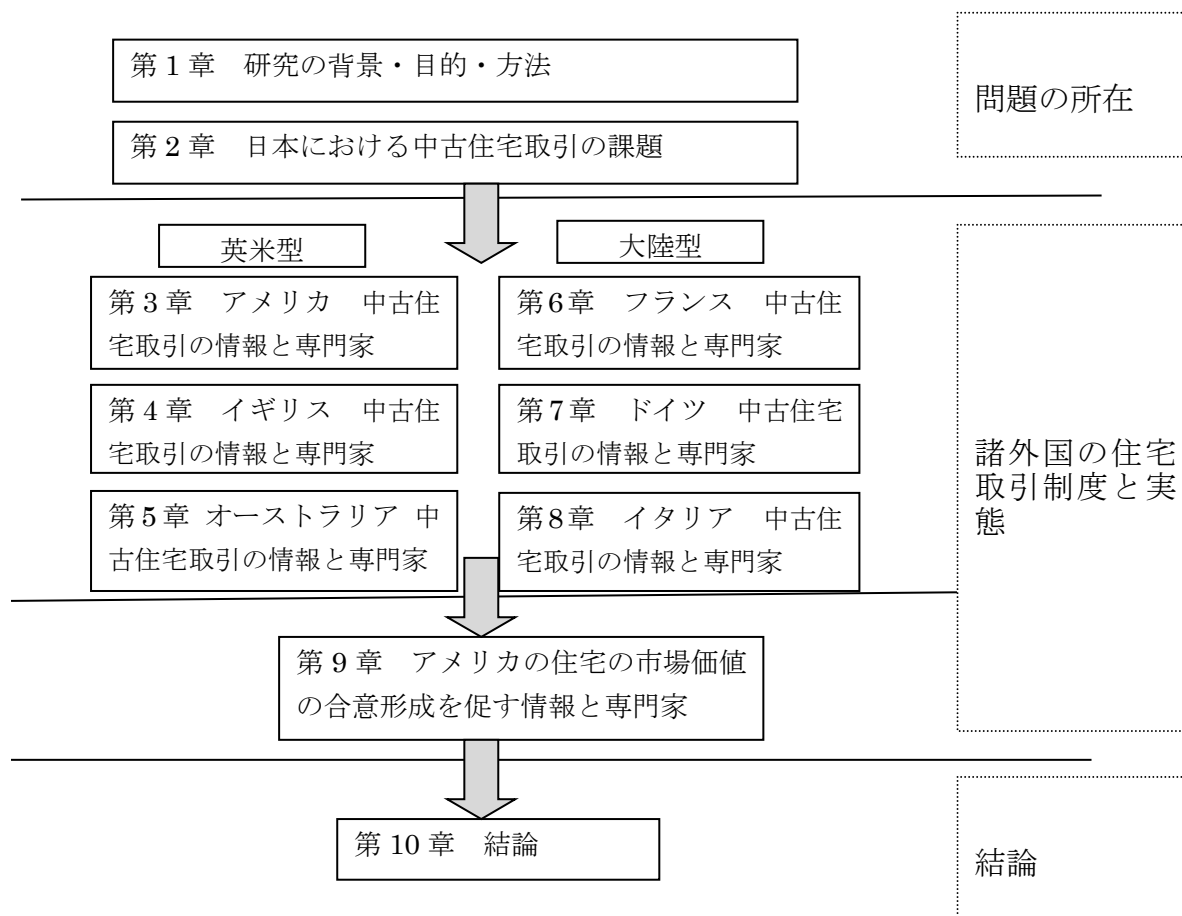 第1章　研究の背景・目的・方法
第2章　日本における中古住宅取引の課題
問題の所在
英米型
大陸型
第3章　アメリカ　中古住
宅取引の情報と専門家
第4章　イギリス　中古住
宅取引の情報と専門家
第5章 オーストラリア 中
古住宅取引の情報と専門家
第6章　フランス　中古住
宅取引の情報と専門家
第7章　ドイツ　中古住宅
取引の情報と専門家
第8章　イタリア　中古住
宅取引の情報と専門家
諸外国の住宅
取引制度と実
態
第9章　アメリカの住宅の市場価値
の合意形成を促す情報と専門家
第10章　結論
結論